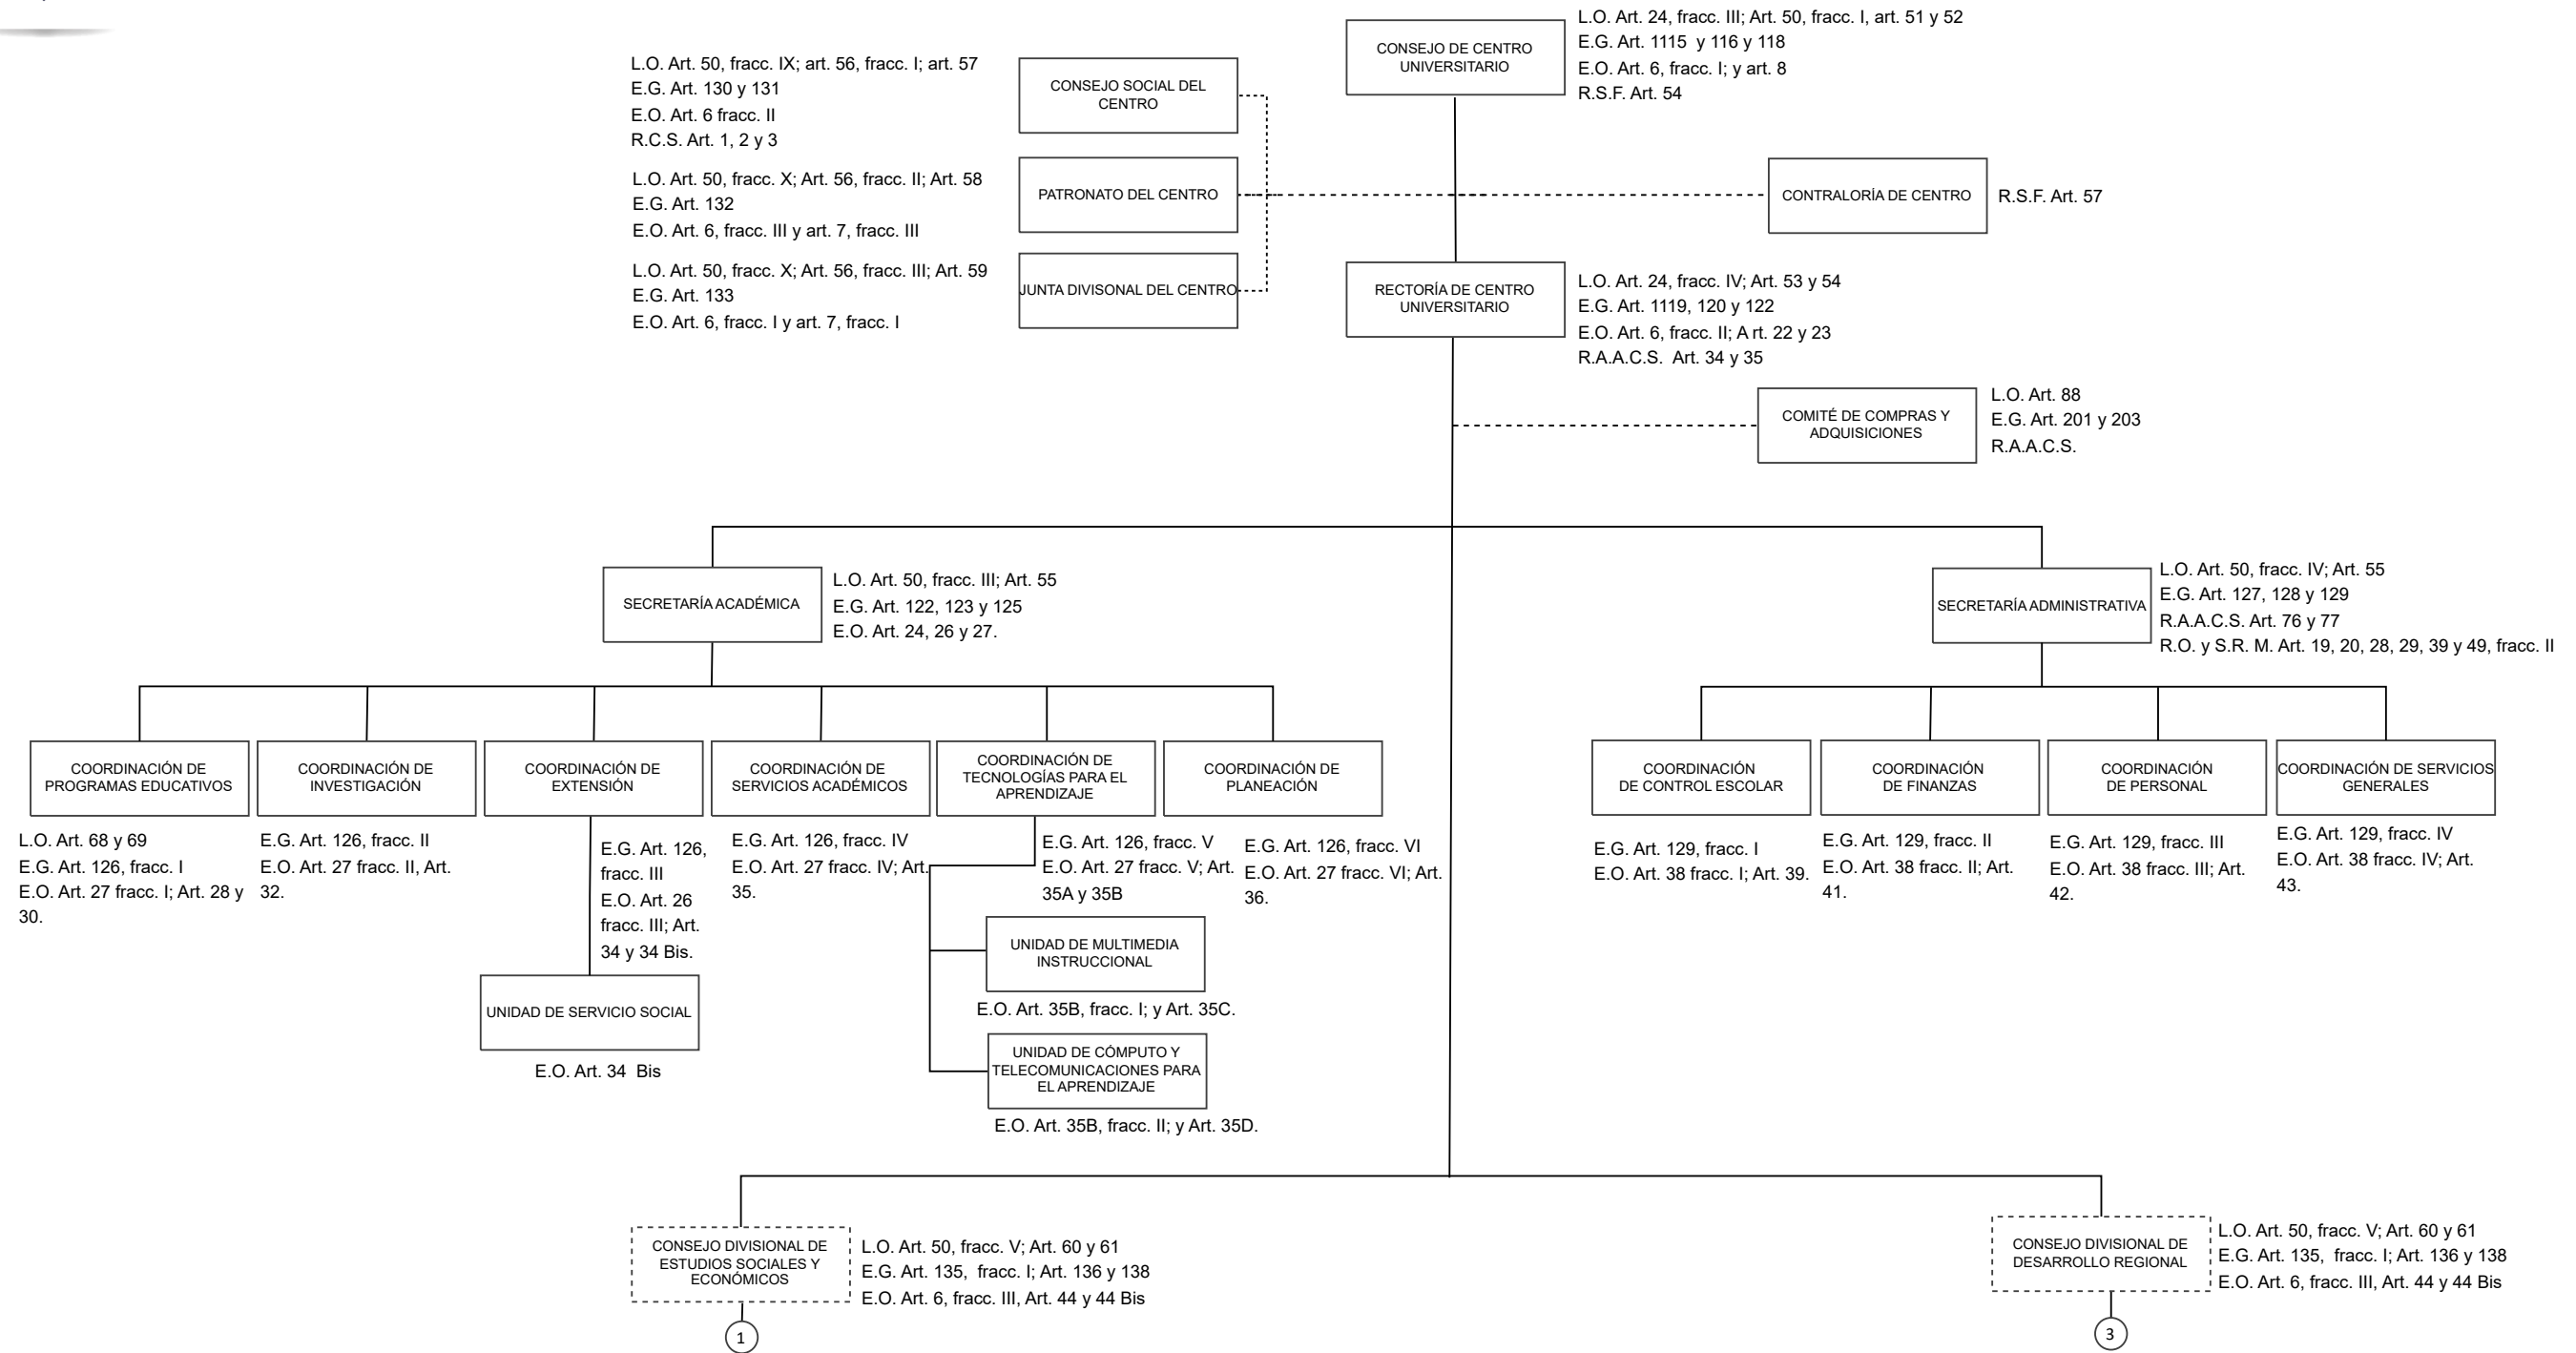 CONSEJO DE CENTRO
UNIVERSITARIO
L.O. Art. 24, fracc. III; Art. 50, fracc. I, art. 51 y 52
E.G. Art. 1115  y 116 y 118
E.O. Art. 6, fracc. I; y art. 8
R.S.F. Art. 54
L.O. Art. 50, fracc. IX; art. 56, fracc. I; art. 57
E.G. Art. 130 y 131
E.O. Art. 6 fracc. II
R.C.S. Art. 1, 2 y 3
CONSEJO SOCIAL DEL
CENTRO
L.O. Art. 50, fracc. X; Art. 56, fracc. II; Art. 58
E.G. Art. 132
E.O. Art. 6, fracc. III y art. 7, fracc. III
PATRONATO DEL CENTRO
CONTRALORÍA DE CENTRO
R.S.F. Art. 57
L.O. Art. 50, fracc. X; Art. 56, fracc. III; Art. 59
E.G. Art. 133
E.O. Art. 6, fracc. I y art. 7, fracc. I
JUNTA DIVISONAL DEL CENTRO
RECTORÍA DE CENTRO
UNIVERSITARIO
L.O. Art. 24, fracc. IV; Art. 53 y 54
E.G. Art. 1119, 120 y 122
E.O. Art. 6, fracc. II; A rt. 22 y 23
R.A.A.C.S.  Art. 34 y 35
COMITÉ DE COMPRAS Y
ADQUISICIONES
L.O. Art. 88
E.G. Art. 201 y 203
R.A.A.C.S.
SECRETARÍA ACADÉMICA
L.O. Art. 50, fracc. III; Art. 55
E.G. Art. 122, 123 y 125
E.O. Art. 24, 26 y 27.
SECRETARÍA ADMINISTRATIVA
L.O. Art. 50, fracc. IV; Art. 55
E.G. Art. 127, 128 y 129
R.A.A.C.S. Art. 76 y 77
R.O. y S.R. M. Art. 19, 20, 28, 29, 39 y 49, fracc. II
COORDINACIÓN DE
PROGRAMAS EDUCATIVOS
L.O. Art. 68 y 69
E.G. Art. 126, fracc. I
E.O. Art. 27 fracc. I; Art. 28 y
30.
COORDINACIÓN DE
INVESTIGACIÓN
E.G. Art. 126, fracc. II
E.O. Art. 27 fracc. II, Art.
32.
COORDINACIÓN DE
EXTENSIÓN
E.G. Art. 126,
fracc. III
E.O. Art. 26
fracc. III; Art.
34 y 34 Bis.
UNIDAD DE SERVICIO SOCIAL
E.O. Art. 34  Bis
COORDINACIÓN DE
SERVICIOS ACADÉMICOS
E.G. Art. 126, fracc. IV
E.O. Art. 27 fracc. IV; Art.
35.
COORDINACIÓN DE
TECNOLOGÍAS PARA EL
APRENDIZAJE
E.G. Art. 126, fracc. V
E.O. Art. 27 fracc. V; Art.
35A y 35B
UNIDAD DE MULTIMEDIA
INSTRUCCIONAL
E.O. Art. 35B, fracc. I; y Art. 35C.
UNIDAD DE CÓMPUTO Y
TELECOMUNICACIONES PARA
EL APRENDIZAJE
E.O. Art. 35B, fracc. II; y Art. 35D.
COORDINACIÓN DE
PLANEACIÓN
E.G. Art. 126, fracc. VI
E.O. Art. 27 fracc. VI; Art.
36.
COORDINACIÓN
DE CONTROL ESCOLAR
E.G. Art. 129, fracc. I
E.O. Art. 38 fracc. I; Art. 39.
COORDINACIÓN
DE FINANZAS
E.G. Art. 129, fracc. II
E.O. Art. 38 fracc. II; Art.
41.
COORDINACIÓN
DE PERSONAL
E.G. Art. 129, fracc. III
E.O. Art. 38 fracc. III; Art.
42.
COORDINACIÓN DE SERVICIOS
GENERALES
E.G. Art. 129, fracc. IV
E.O. Art. 38 fracc. IV; Art.
43.
CONSEJO DIVISIONAL DE
ESTUDIOS SOCIALES Y
ECONÓMICOS
L.O. Art. 50, fracc. V; Art. 60 y 61
E.G. Art. 135,  fracc. I; Art. 136 y 138
E.O. Art. 6, fracc. III, Art. 44 y 44 Bis
1
CONSEJO DIVISIONAL DE
DESARROLLO REGIONAL
L.O. Art. 50, fracc. V; Art. 60 y 61
E.G. Art. 135,  fracc. I; Art. 136 y 138
E.O. Art. 6, fracc. III, Art. 44 y 44 Bis
3